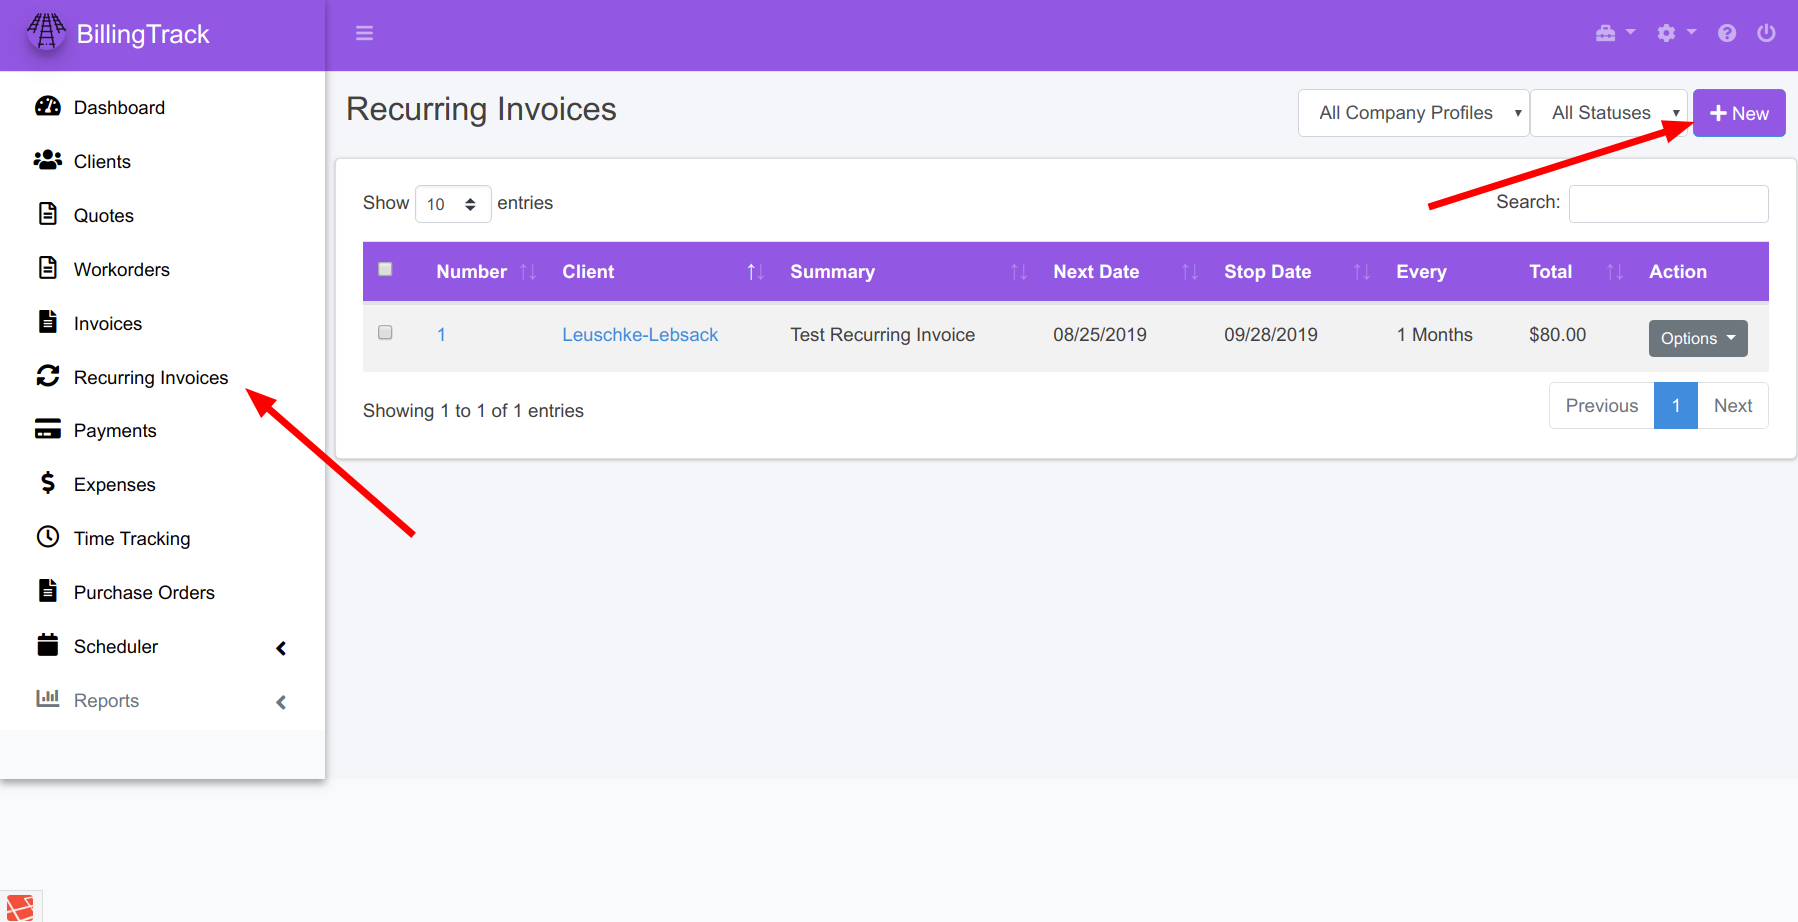 BillingTrack
Dashboard
Clients
Quotes
Workorders
Invoices
Recurring Invoices
Payments
Expenses
Time Tracking
Purchase Orders
Scheduler
Reports
Recurring Invoices
All Company Profiles
All Statuses
New
Show 10 entries
Search:
Number Client Summary Next Date Stop Date Every Total Action
1 Leuschke-Lebsack Test Recurring Invoice 08/25/2019 09/28/2019 1 Months $80.00 Options
Showing 1 to 1 of 1 entries
Previous 1 Next